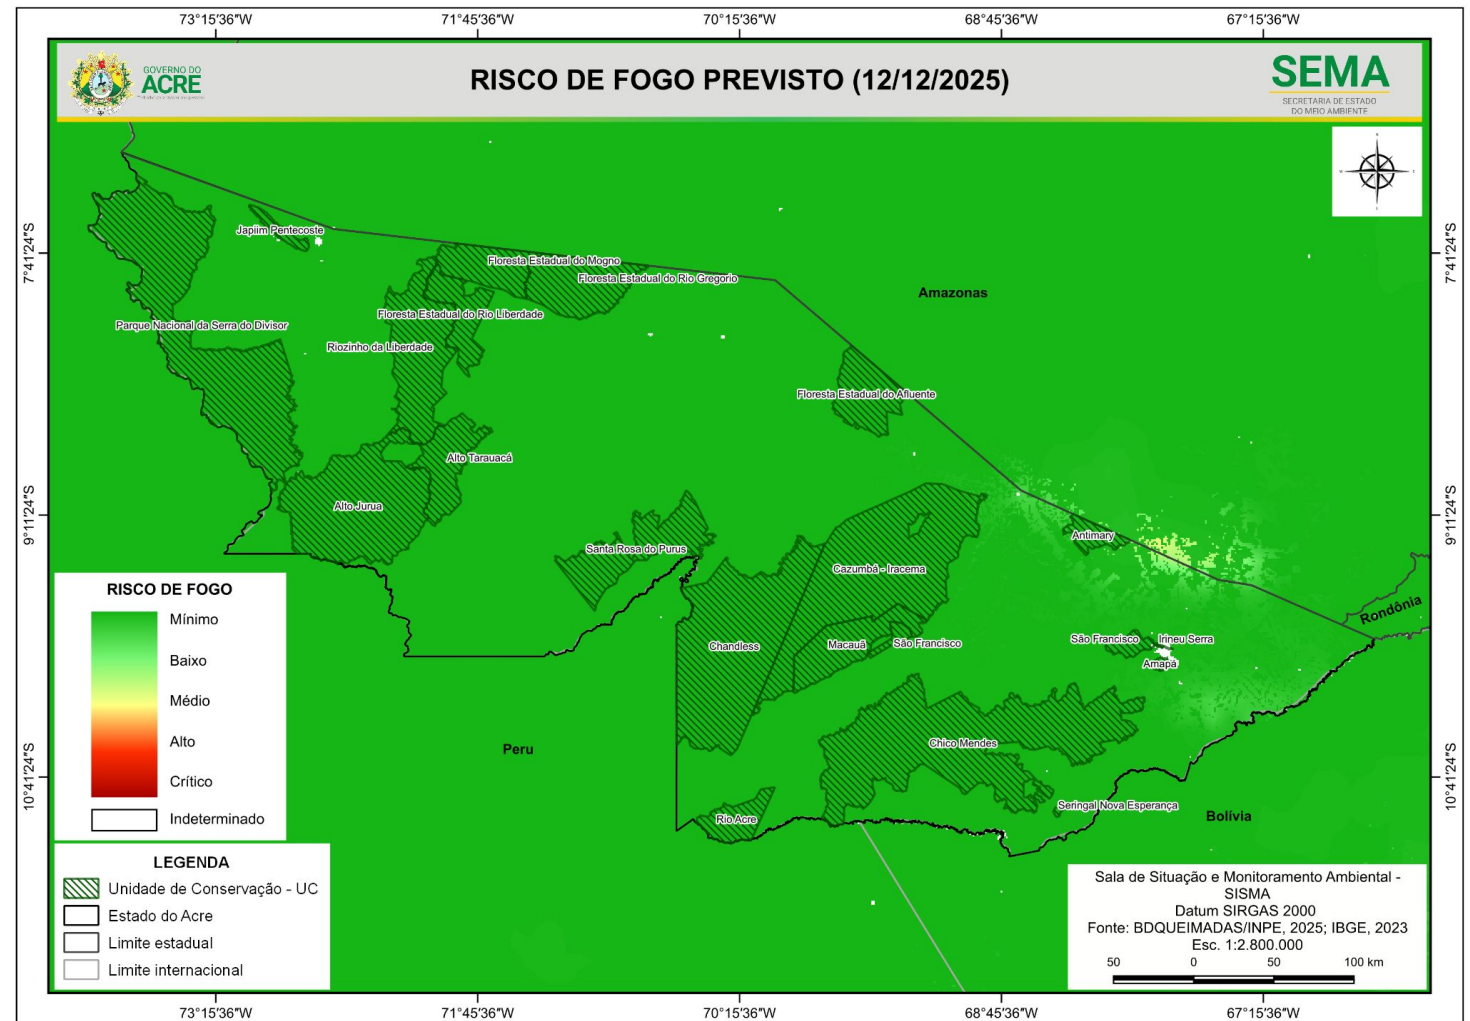 73°15'36"W
71°45'36"W
70°15'36"W
68°45'36"W
67°15'36"W
GOVERNO DO
ACRE
RISCO DE FOGO PREVISTO (12/12/2025)
SEMA
SECRETARIA DE ESTADO
DO MEIO AMBIENTE
N
W
E
S
7°41'24"S
7°41'24"S
Japiim Pentecoste
Floresta Estadual do Mogno
Floresta Estadual do Rio Gregorio
Amazonas
Floresta Estadual do Rio Liberdade
Parque Nacional da Serra do Divisor
Riozinho da Liberdade
Floresta Estadual do Afluente
Alto Tarauacá
Alto Jurua
9°11'24"S
9°11'24"S
Antimary
Santa Rosa do Purus
Cazumbá - Iracema
Rondônia
Chandless
Macauã
São Francisco
São Francisco
Irineu Serra
Amapá
Peru
Chico Mendes
10°41'24"S
10°41'24"S
Seringal Nova Esperança
Rio Acre
Bolívia
RISCO DE FOGO
Mínimo
Baixo
Médio
Alto
Crítico
Indeterminado
LEGENDA
Unidade de Conservação - UC
Estado do Acre
Limite estadual
Limite internacional
Sala de Situação e Monitoramento Ambiental -
SISMA
Datum SIRGAS 2000
Fonte: BDQUEIMADAS/INPE, 2025; IBGE, 2023
Esc. 1:2.800.000
50 0 50 100 km
73°15'36"W
71°45'36"W
70°15'36"W
68°45'36"W
67°15'36"W